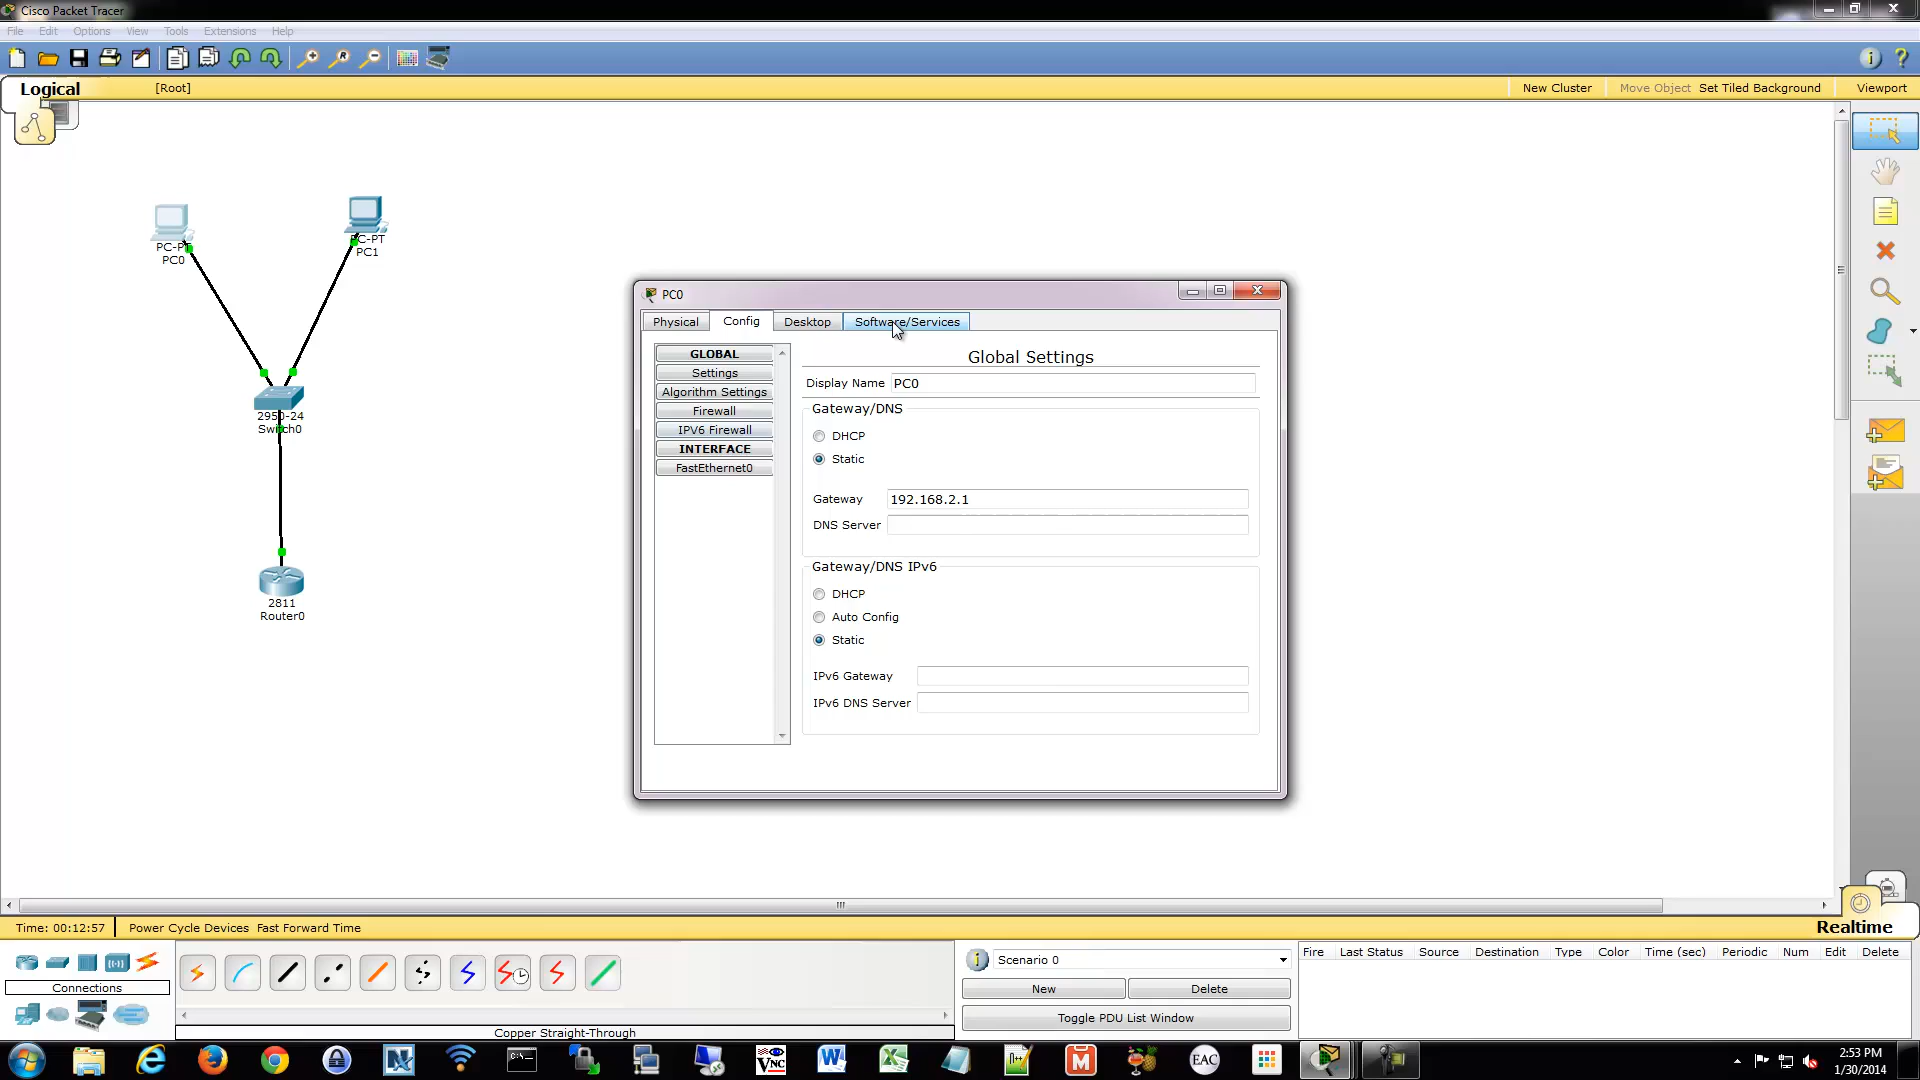 Cisco Packet Tracer
File Edit Options View Tools Extensions Help
Logical [Root] New Cluster Move Object Set Tiled Background Viewport
PC-PT
PC0
PC-PT
PC1
2950-24
Switch0
2811
Router0
PC0
Physical Config Desktop Software/Services
GLOBAL
Settings
Algorithm Settings
Firewall
IPV6 Firewall
INTERFACE
FastEthernet0
Global Settings
Display Name PC0
Gateway/DNS
DHCP
Static
Gateway 192.168.2.1
DNS Server
Gateway/DNS IPv6
DHCP
Auto Config
Static
IPv6 Gateway
IPv6 DNS Server
Time: 00:12:57 Power Cycle Devices Fast Forward Time Realtime
Connections
Copper Straight-Through
Scenario 0
New Delete
Toggle PDU List Window
Fire Last Status Source Destination Type Color Time (sec) Periodic Num Edit Delete
VNC
EAC
2:53 PM
1/30/2014